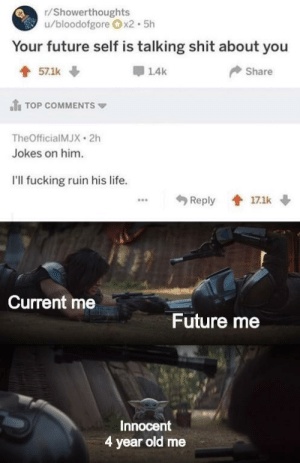 r/Showerthoughts
u/bloodofgore x2 • 5h
Your future self is talking shit about you
57.1k 1.4k Share
TOP COMMENTS
TheOfficialMJX • 2h
Jokes on him.
I'll fucking ruin his life.
... Reply 17.1k
Current me
Future me
Innocent
4 year old me